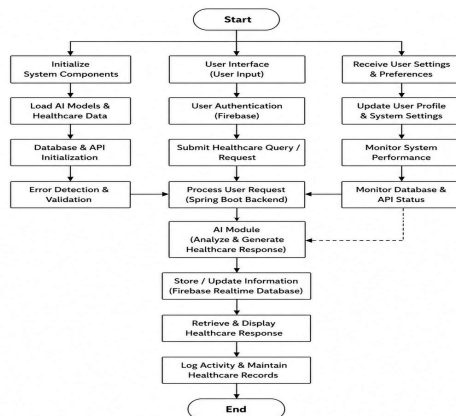 Start
Initialize
System Components
User Interface
(User Input)
Receive User Settings
& Preferences
Load AI Models &
Healthcare Data
User Authentication
(Firebase)
Update User Profile
& System Settings
Database & API
Initialization
Submit Healthcare Query /
Request
Monitor System
Performance
Error Detection &
Validation
Process User Request
(Spring Boot Backend)
Monitor Database &
API Status
AI Module
(Analyze & Generate
Healthcare Response)
Store / Update Information
(Firebase Realtime Database)
Retrieve & Display
Healthcare Response
Log Activity & Maintain
Healthcare Records
End